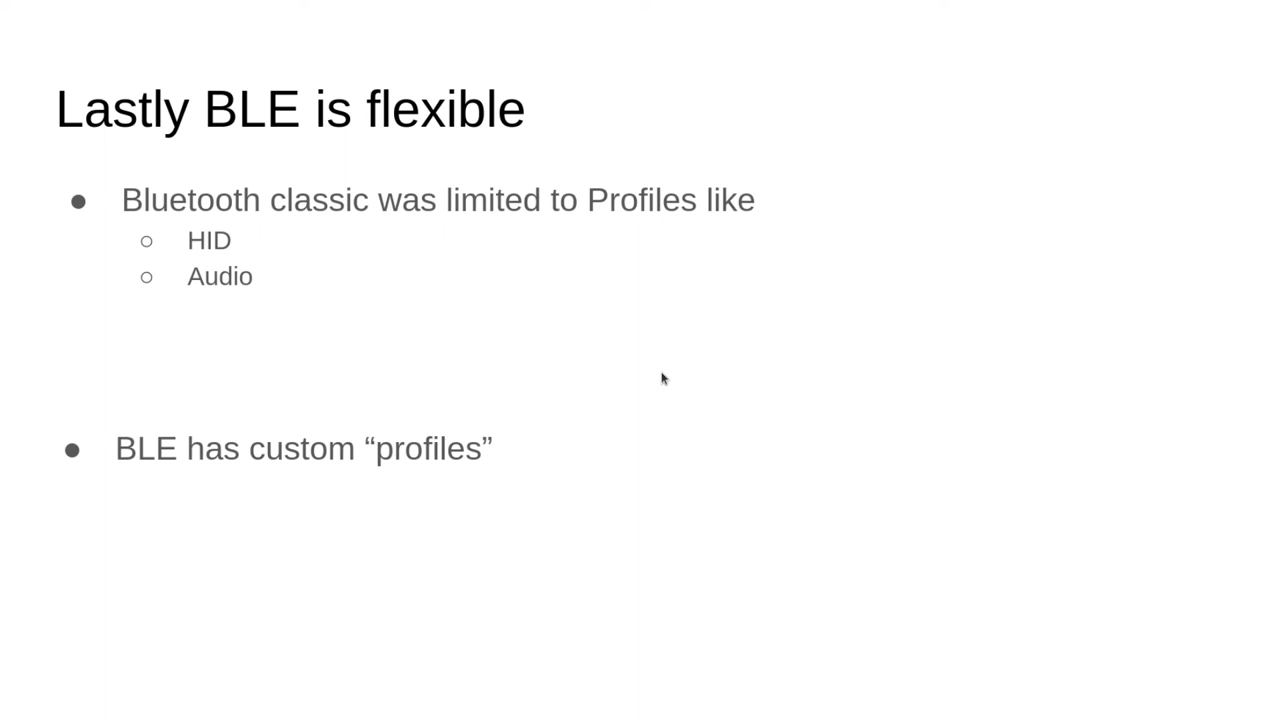 Lastly BLE is flexible
● Bluetooth classic was limited to Profiles like
○ HID
○ Audio
● BLE has custom “profiles”